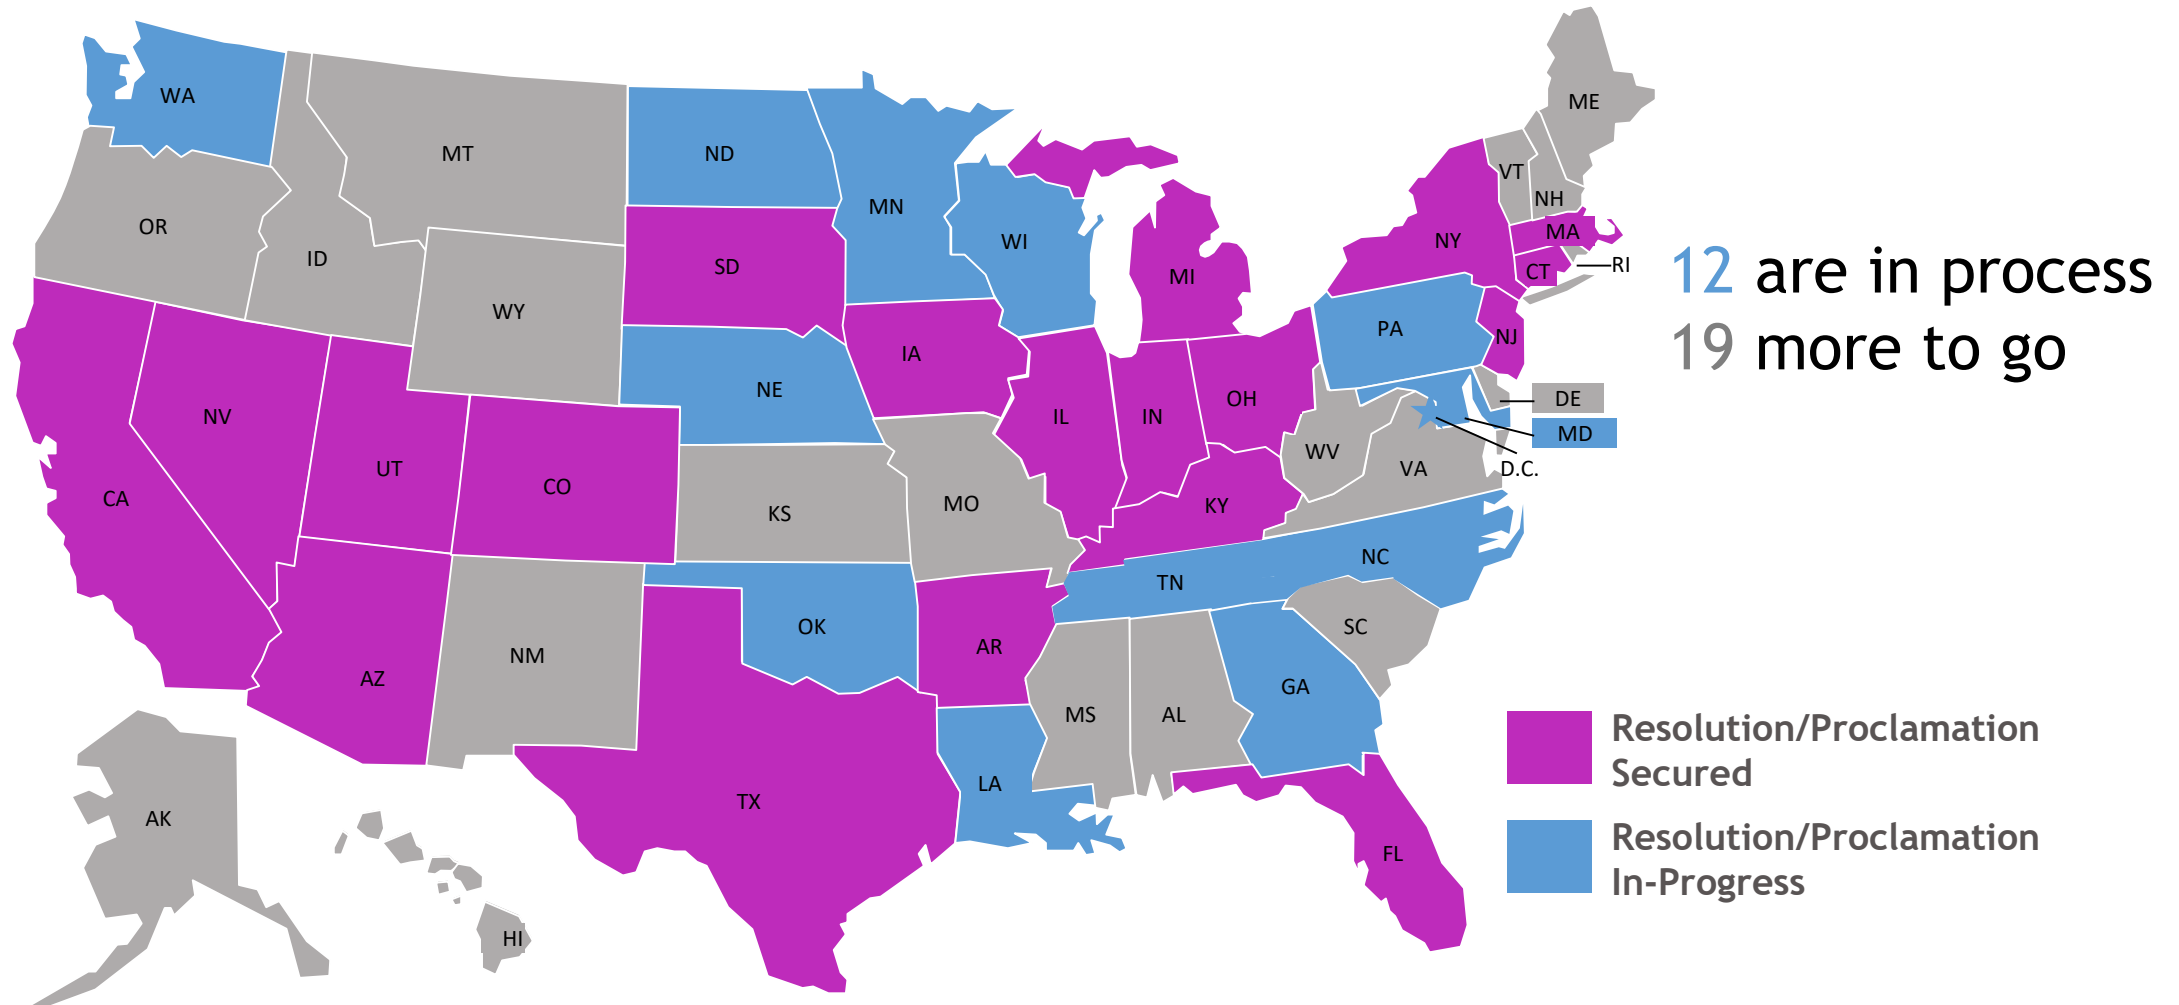 ME
WA
MT
ND
VT
NH
MN
OR
MA
WI
NY
ID
SD
CT
RI
MI
12 are in process
WY
PA
NJ
19 more to go
IA
NE
OH
DE
NV
IL
IN
MD
WV
UT
VA
D.C.
CO
CA
MO
KY
KS
NC
TN
OK
SC
AR
NM
AZ
GA
MS
AL
Resolution/Proclamation
Secured
LA
TX
AK
Resolution/Proclamation
In-Progress
FL
HI